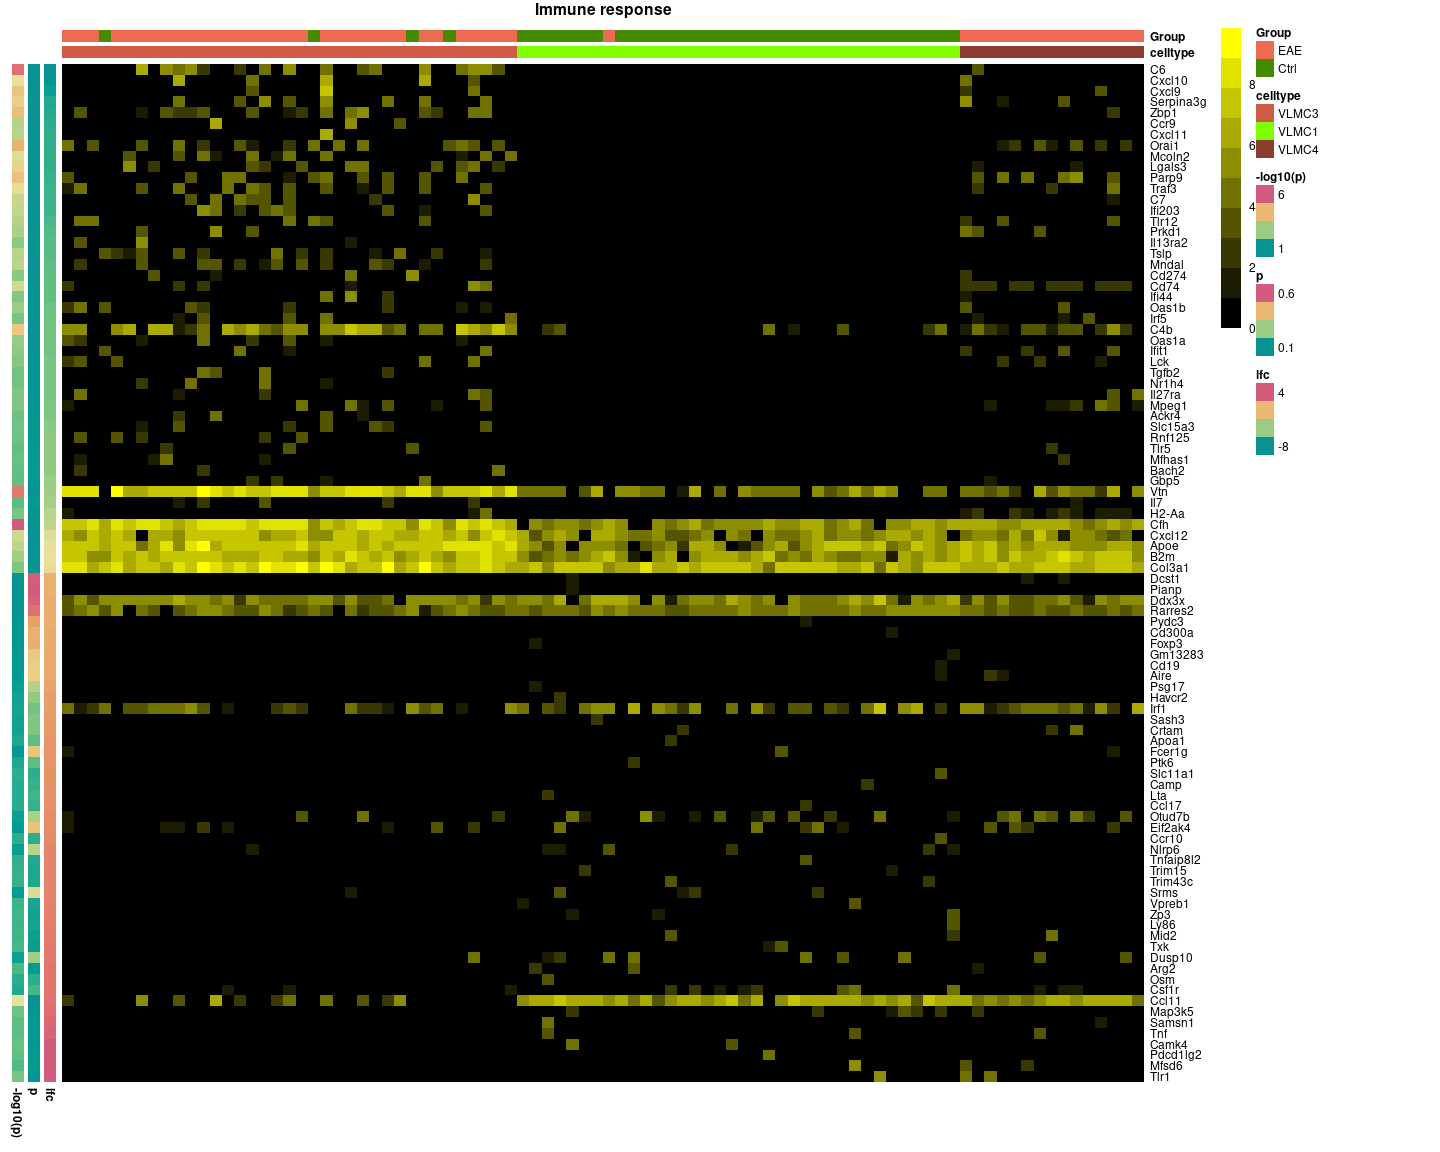 Immune response
Group
celltype
C6
Cxcl10
Cxcl9
Serpina3g
Zbp1
Ccr9
Cxcl11
Orai1
Mcoln2
Lgals3
Parp9
Traf3
C7
Ifi203
Tlr12
Prkd1
Il13ra2
Tslp
Mndal
Cd274
Cd74
Ifi44
Oas1b
Irf5
C4b
Oas1a
Ifit1
Lck
Tgfb2
Nr1h4
Il27ra
Mpeg1
Ackr4
Slc15a3
Rnf125
Tlr5
Mfhas1
Bach2
Gbp5
Vtn
Il7
H2-Aa
Cfh
Cxcl12
Apoe
B2m
Col3a1
Dcst1
Pianp
Ddx3x
Rarres2
Pydc3
Cd300a
Foxp3
Gm13283
Cd19
Aire
Psg17
Havcr2
Irf1
Sash3
Crtam
Apoa1
Fcer1g
Ptk6
Slc11a1
Camp
Lta
Ccl17
Otud7b
Eif2ak4
Ccr10
Nlrp6
Tnfaip8l2
Trim15
Trim43c
Srms
Vpreb1
Zp3
Ly86
Mid2
Txk
Dusp10
Arg2
Osm
Csf1r
Ccl11
Map3k5
Samsn1
Tnf
Camk4
Pdcd1lg2
Mfsd6
Tlr1
8
6
4
2
0
Group
EAE
Ctrl
celltype
VLMC3
VLMC1
VLMC4
-log10(p)
6
1
p
0.6
0.1
lfc
4
-8
-log10(p)
p
lfc